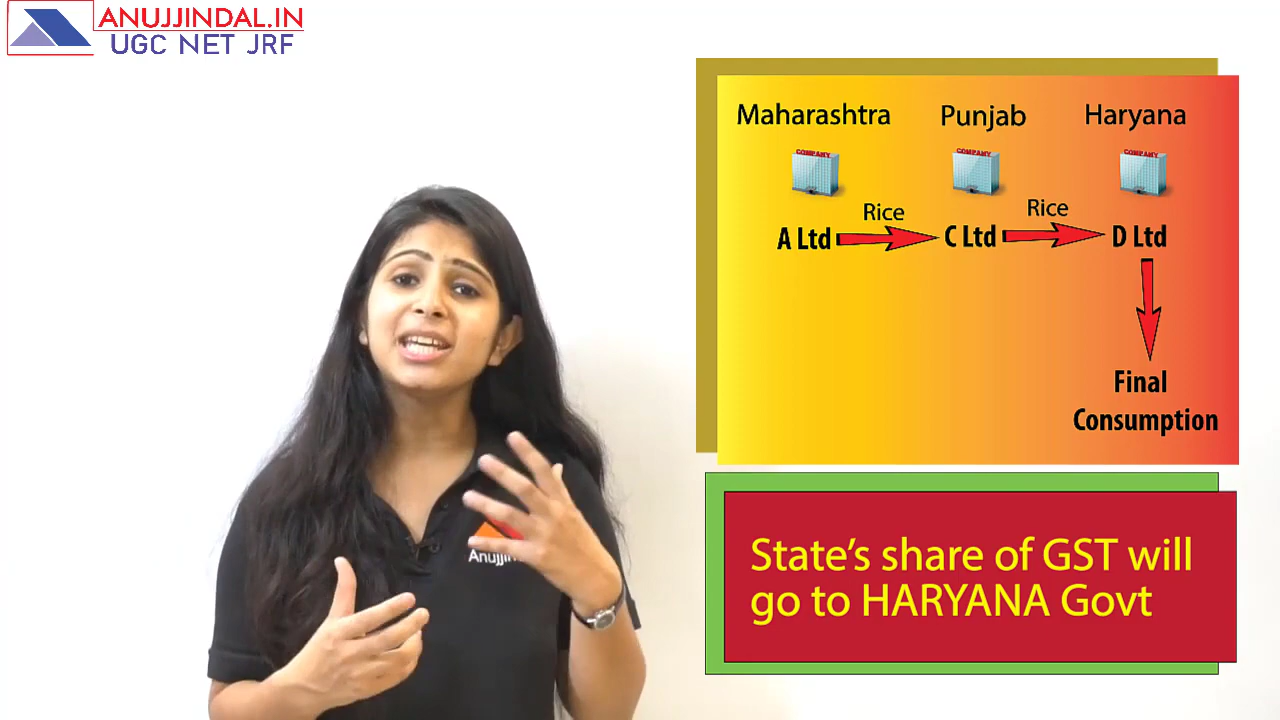 ANUJJINDAL.IN
UGC NET JRF
Maharashtra Punjab Haryana
COMPANY COMPANY COMPANY
Rice Rice
A Ltd C Ltd D Ltd
Final
Consumption
State's share of GST will
go to HARYANA Govt